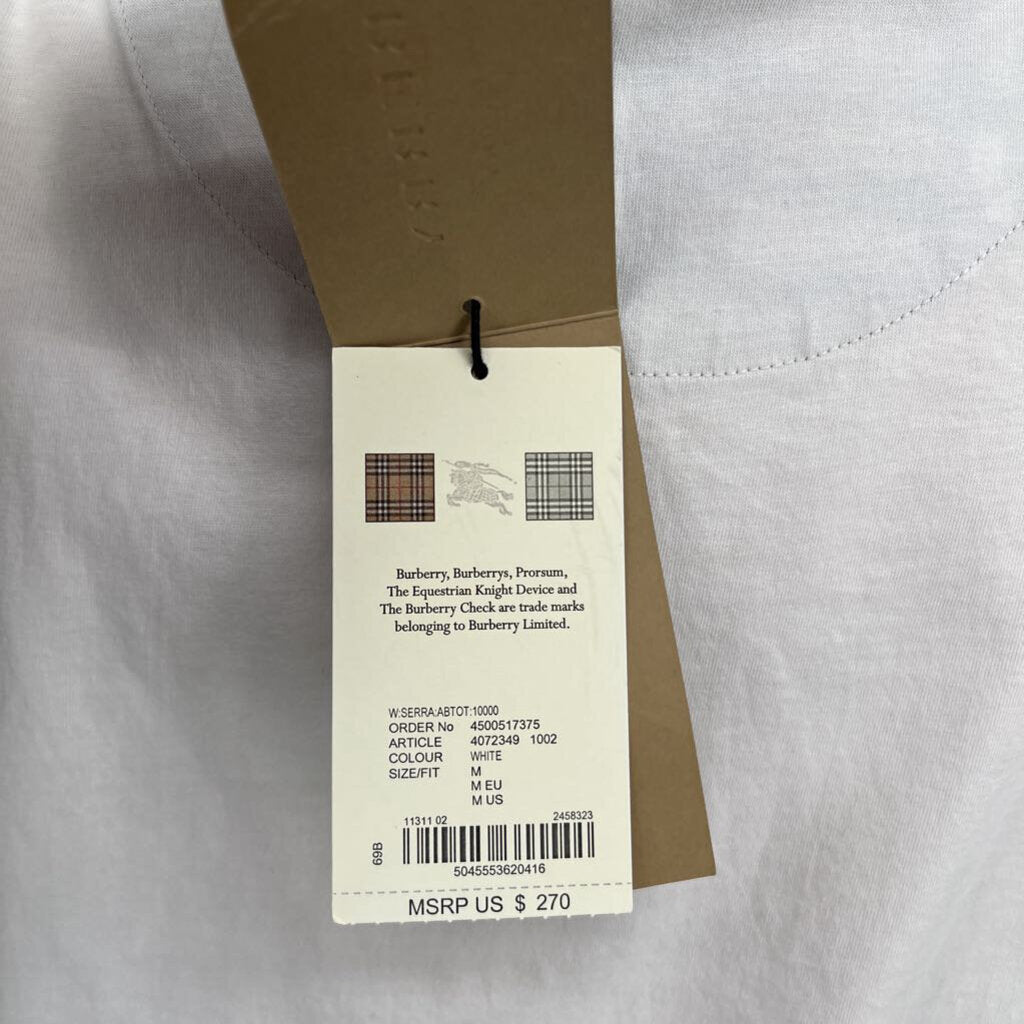 Burberry, Burberrys, Prorsum,
The Equestrian Knight Device and
The Burberry Check are trade marks
belonging to Burberry Limited.
W:SERRA:ABTOT:10000
ORDER No 4500517375
ARTICLE 4072349 1002
COLOUR WHITE
SIZE/FIT M
M EU
M US
11311 02 2458323
69B
5045553620416
MSRP US $ 270